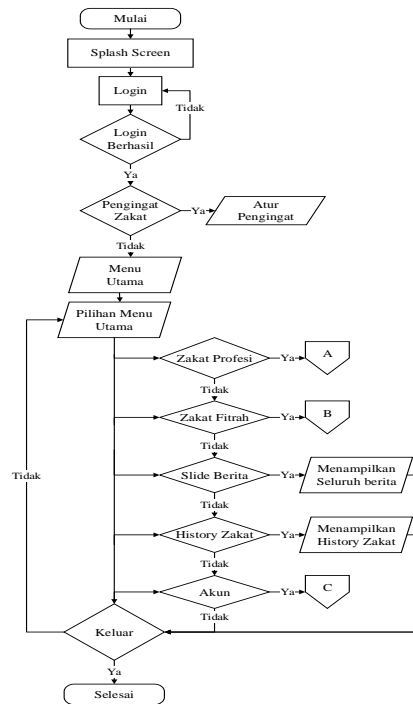 Mulai
Splash Screen
Login
Tidak
Login
Berhasil
Ya
Pengingat
Zakat
Ya
Atur
Pengingat
Tidak
Menu
Utama
Pilihan Menu
Utama
Zakat Profesi
Ya
A
Tidak
Zakat Fitrah
Ya
B
Tidak
Tidak
Slide Berita
Ya
Menampilkan
Seluruh berita
Tidak
History Zakat
Ya
Menampilkan
History Zakat
Tidak
Akun
Ya
C
Tidak
Keluar
Ya
Selesai